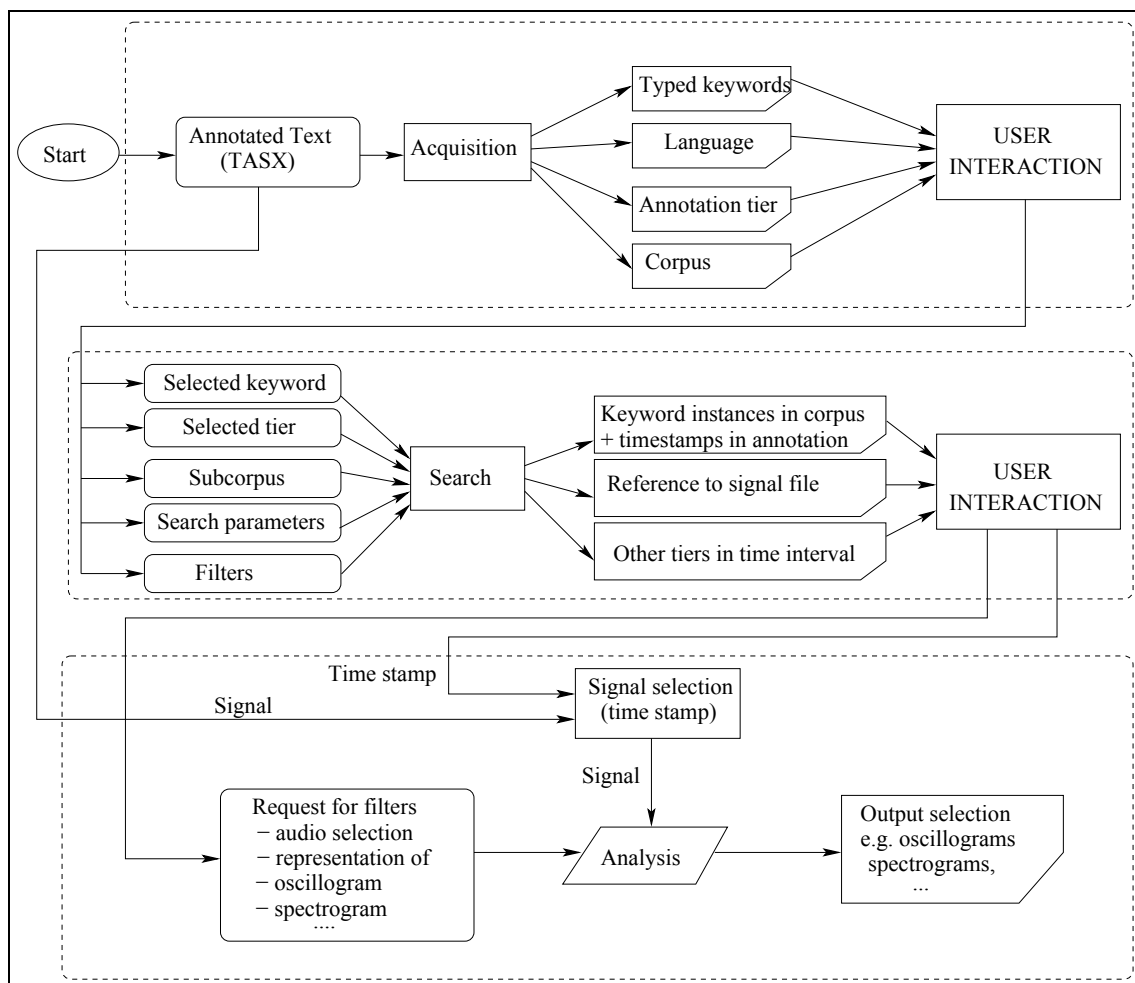 Start
Annotated Text
(TASX)
Acquisition
Typed keywords
Language
Annotation tier
Corpus
USER
INTERACTION
Selected keyword
Selected tier
Subcorpus
Search parameters
Filters
Search
Keyword instances in corpus
+ timestamps in annotation
Reference to signal file
Other tiers in time interval
USER
INTERACTION
Time stamp
Signal
Signal selection
(time stamp)
Signal
Request for filters
− audio selection
− representation of
− oscillogram
− spectrogram
....
Analysis
Output selection
e.g. oscillograms
spectrograms,
...